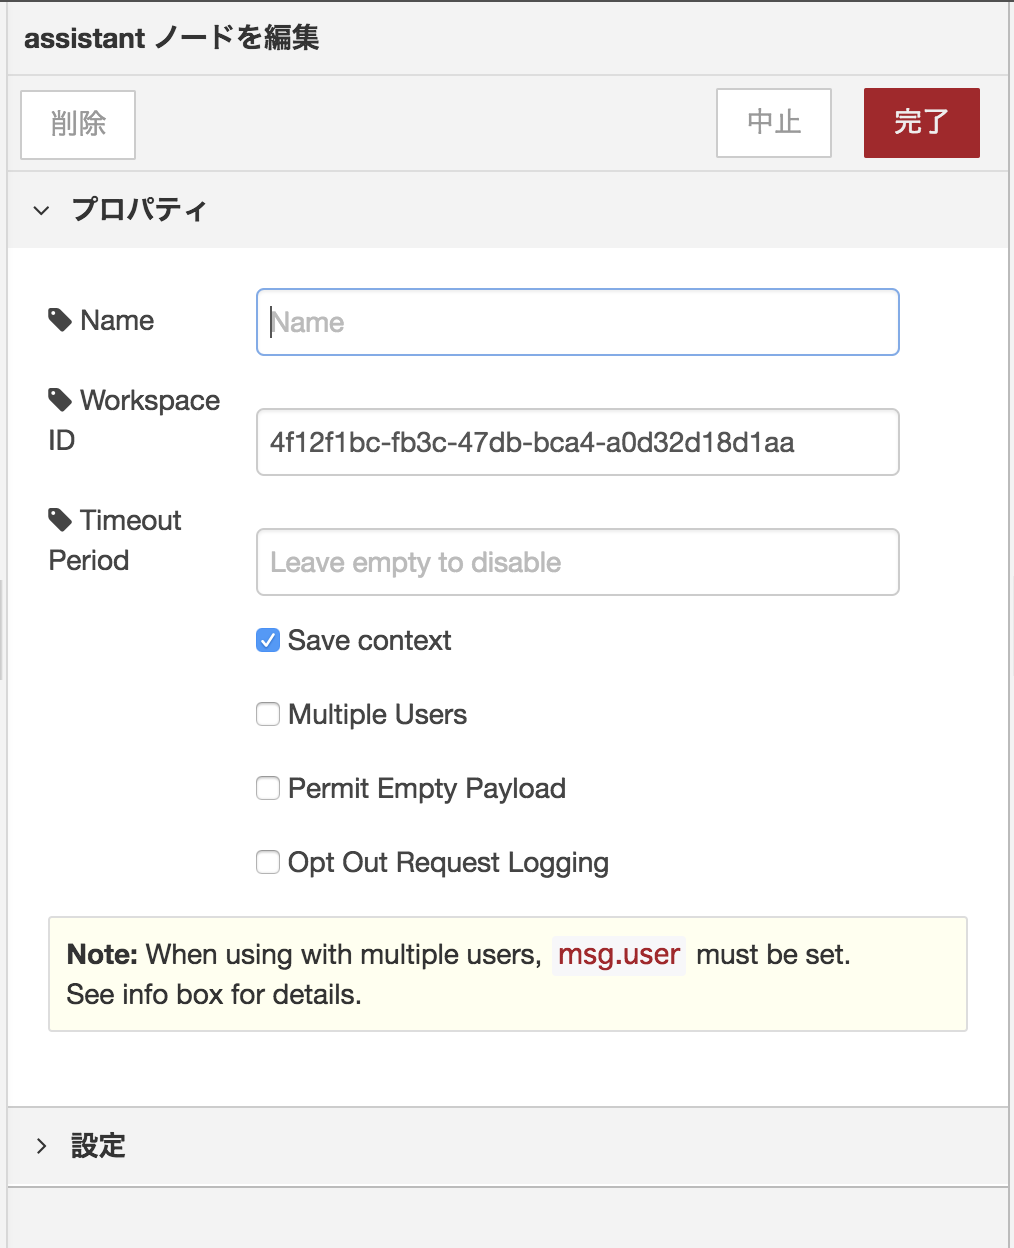 assistant ノードを編集
削除
中止
完了
プロパティ
Name
Name
Workspace
ID
4f12f1bc-fb3c-47db-bca4-a0d32d18d1aa
Timeout
Period
Leave empty to disable
Save context
Multiple Users
Permit Empty Payload
Opt Out Request Logging
Note: When using with multiple users, msg.user must be set.
See info box for details.
設定